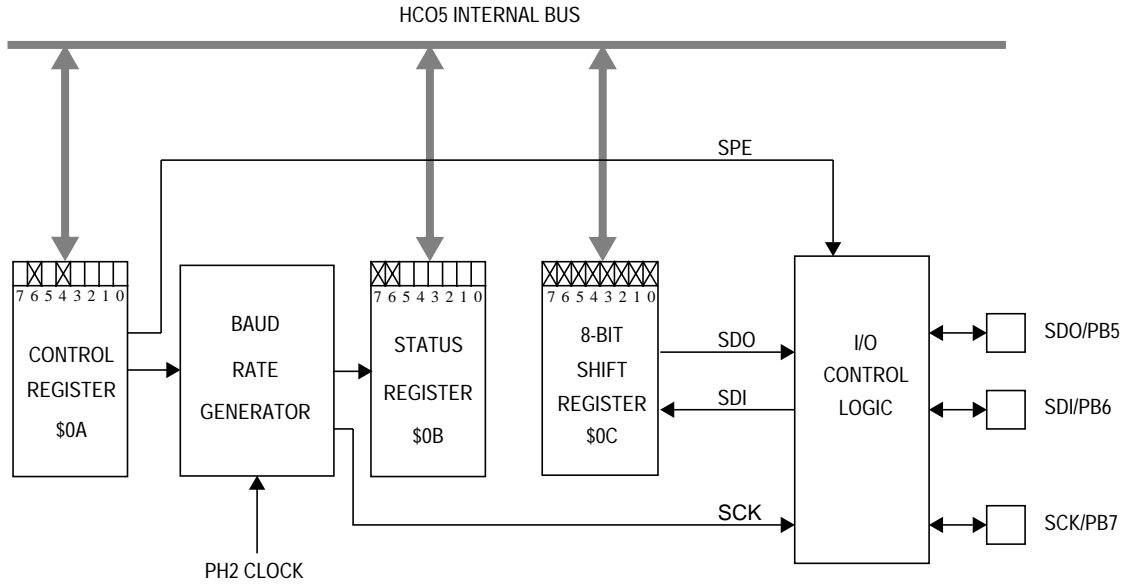 HCO5 INTERNAL BUS
SPE
7 6 5 4 3 2 1 0
CONTROL
REGISTER
$0A
BAUD
RATE
GENERATOR
7 6 5 4 3 2 1 0
STATUS
REGISTER
$0B
7 6 5 4 3 2 1 0
8-BIT
SHIFT
REGISTER
$0C
SDO
SDI
SCK
I/O
CONTROL
LOGIC
SDO/PB5
SDI/PB6
SCK/PB7
PH2 CLOCK